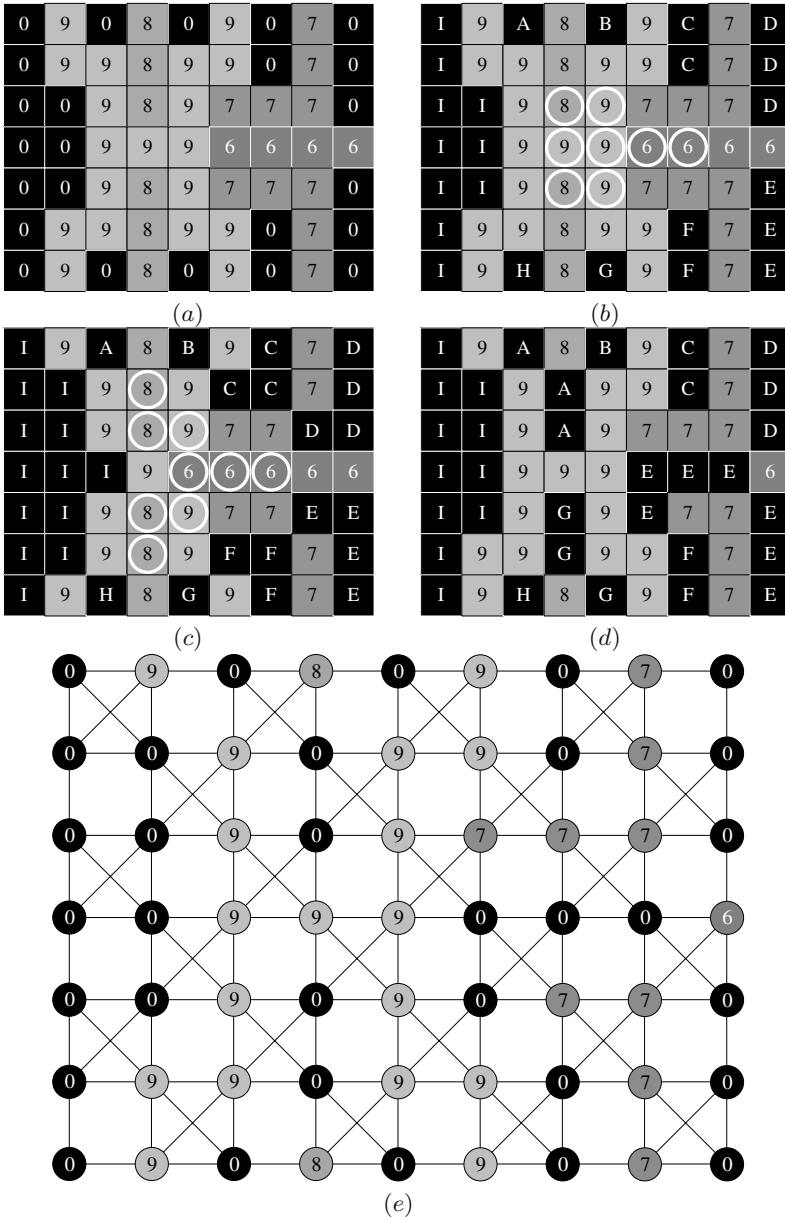 0 9 0 8 0 9 0 7 0
0 9 9 8 9 9 0 7 0
0 0 9 8 9 7 7 7 0
0 0 9 9 9 6 6 6 6
0 0 9 8 9 7 7 7 0
0 9 9 8 9 9 0 7 0
0 9 0 8 0 9 0 7 0
(a)
I 9 A 8 B 9 C 7 D
I 9 9 8 9 9 C 7 D
I I 9 8 9 7 7 7 D
I I 9 9 9 6 6 6 6
I I 9 8 9 7 7 7 E
I 9 9 8 9 9 F 7 E
I 9 H 8 G 9 F 7 E
(b)
I 9 A 8 B 9 C 7 D
I I 9 8 9 C C 7 D
I I 9 8 9 7 7 D D
I I I 9 6 6 6 6 6
I I 9 8 9 7 7 E E
I I 9 8 9 F F 7 E
I 9 H 8 G 9 F 7 E
(c)
I 9 A 8 B 9 C 7 D
I I 9 A 9 9 C 7 D
I I 9 A 9 7 7 7 D
I I 9 9 9 E E E 6
I I 9 G 9 E 7 7 E
I 9 9 G 9 9 F 7 E
I 9 H 8 G 9 F 7 E
(d)
0 9 0 8 0 9 0 7 0
0 0 9 0 9 9 0 7 0
0 0 9 0 9 7 7 7 0
0 0 9 9 9 0 0 0 6
0 0 9 0 9 0 7 7 0
0 9 9 0 9 9 0 7 0
0 9 0 8 0 9 0 7 0
(e)